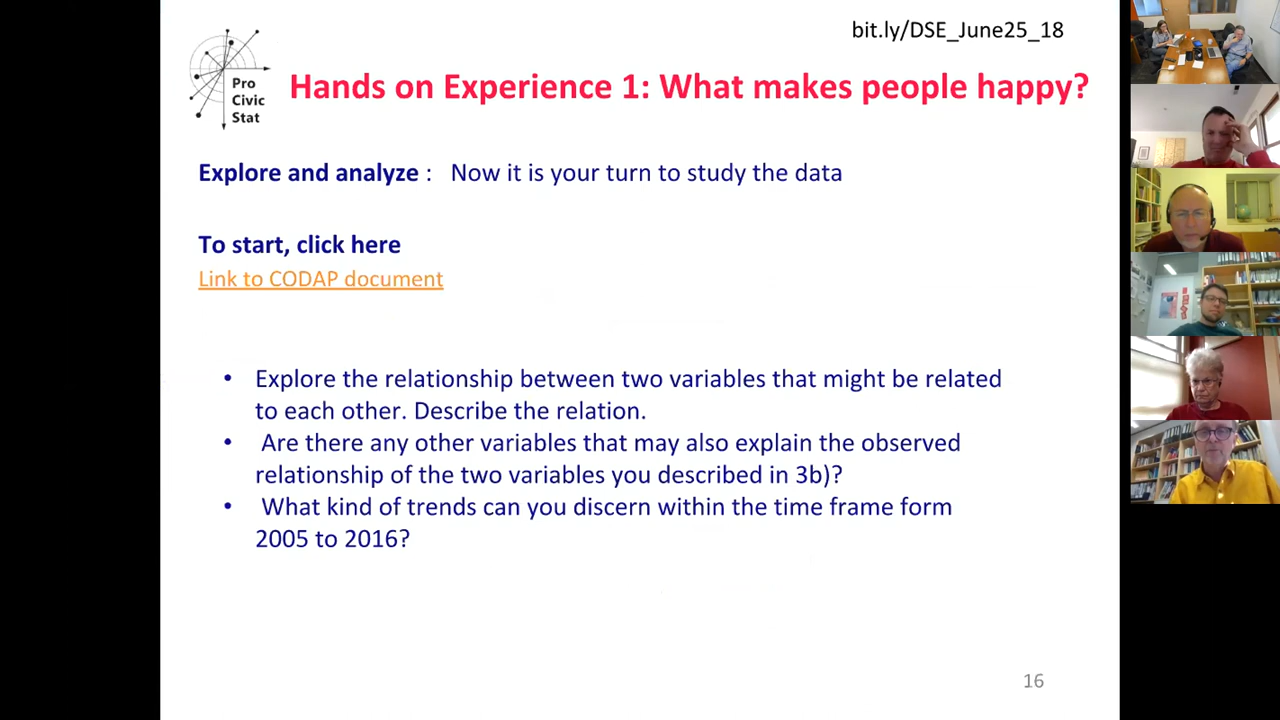 bit.ly/DSE_June25_18
Pro
Civic
Stat
Hands on Experience 1: What makes people happy?
Explore and analyze : Now it is your turn to study the data
To start, click here
Link to CODAP document
• Explore the relationship between two variables that might be related
to each other. Describe the relation.
• Are there any other variables that may also explain the observed
relationship of the two variables you described in 3b)?
• What kind of trends can you discern within the time frame form
2005 to 2016?
16